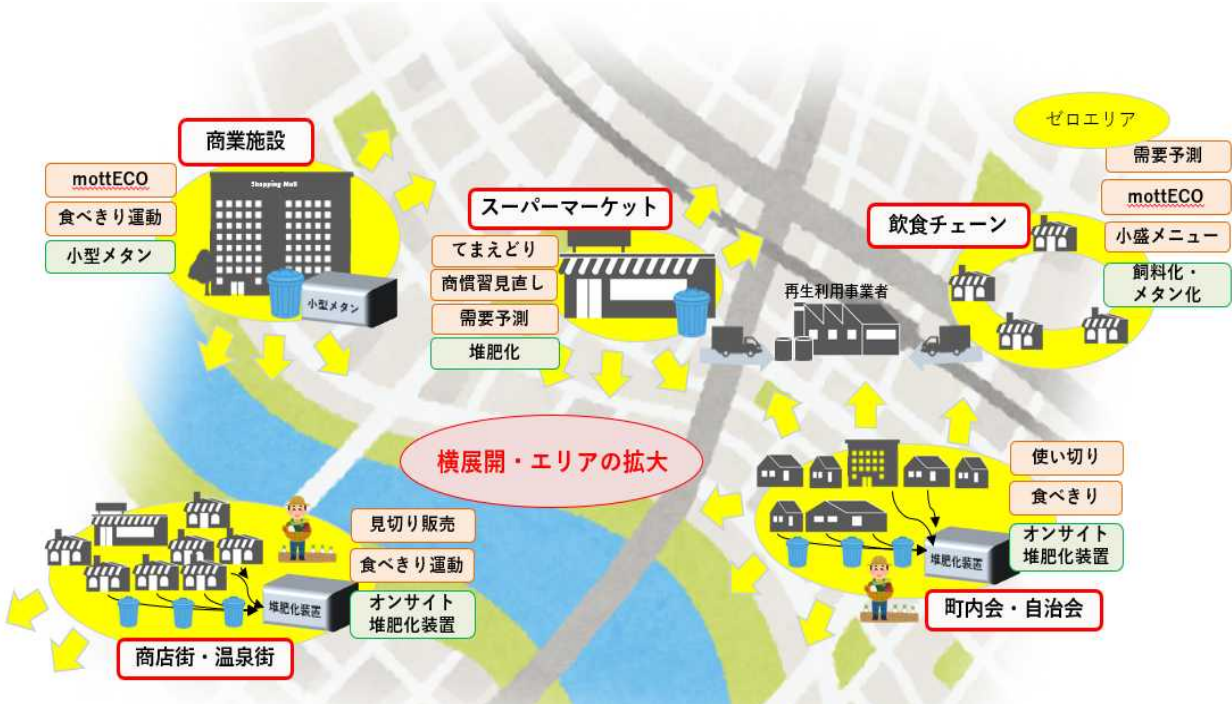 商業施設
mottECO
食べきり運動
小型メタン
Shopping Mall
小型メタン
スーパーマーケット
てまえどり
商慣習見直し
需要予測
堆肥化
再生利用事業者
ゼロエリア
飲食チェーン
需要予測
mottECO
小盛メニュー
飼料化・
メタン化
横展開・エリアの拡大
見切り販売
食べきり運動
オンサイト
堆肥化装置
堆肥化装置
商店街・温泉街
使い切り
食べきり
オンサイト
堆肥化装置
堆肥化装置
町内会・自治会